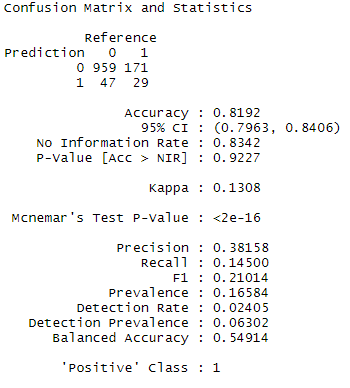 Confusion Matrix and Statistics
Reference
Prediction 0 1
0 959 171
1 47 29
Accuracy : 0.8192
95% CI : (0.7963, 0.8406)
No Information Rate : 0.8342
P-Value [Acc > NIR] : 0.9227
Kappa : 0.1308
Mcnemar's Test P-Value : <2e-16
Precision : 0.38158
Recall : 0.14500
F1 : 0.21014
Prevalence : 0.16584
Detection Rate : 0.02405
Detection Prevalence : 0.06302
Balanced Accuracy : 0.54914
'Positive' Class : 1